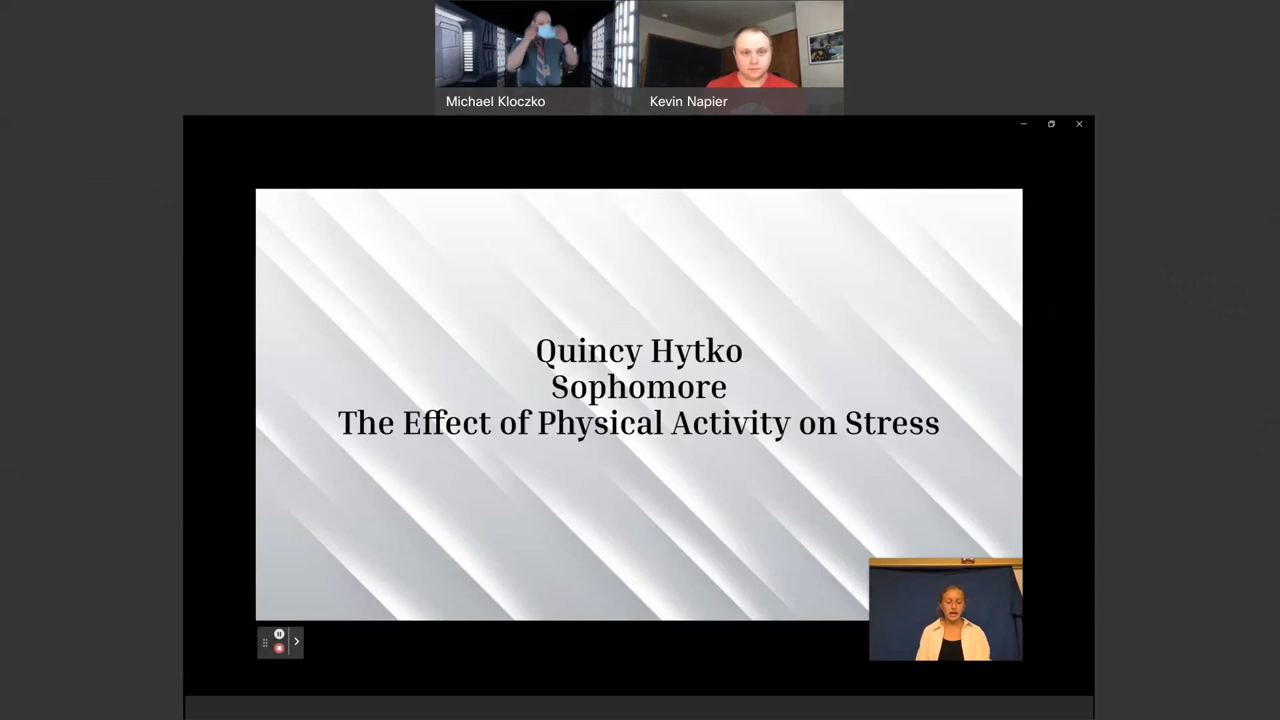 Michael Kloczko
Kevin Napier
Quincy Hytko
Sophomore
The Effect of Physical Activity on Stress